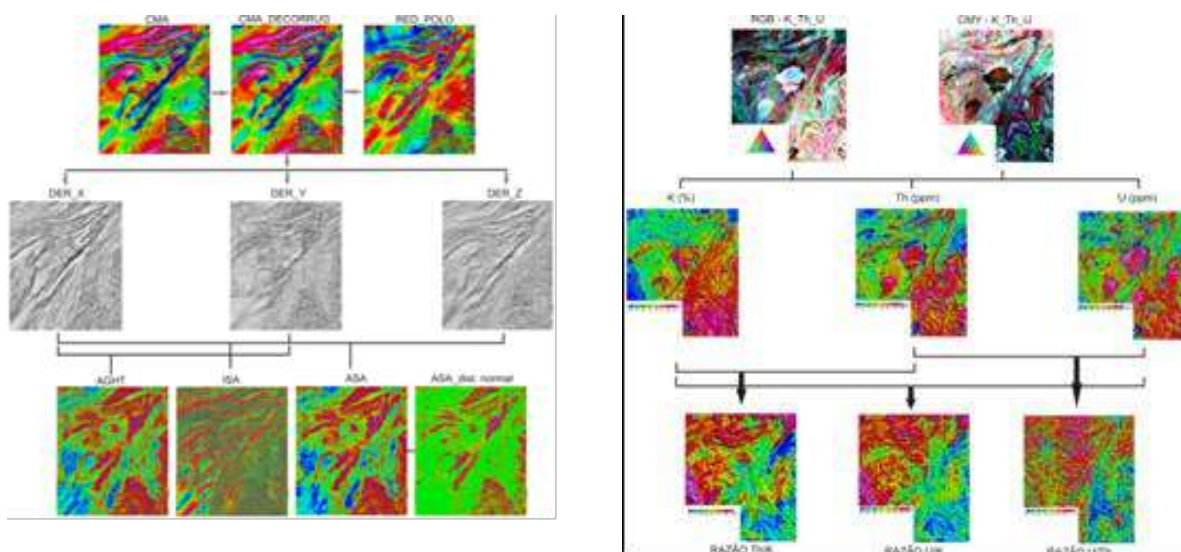 CMA CMA_DECORRUG RED_POLO
DER_X DER_Y DER_Z
AGHT ISA ASA ASA_dist. normal
RGB - K_Th_U CMY - K_Th_U
K (%) Th (ppm) U (ppm)
RAZÃO Th/K RAZÃO U/K RAZÃO U/Th